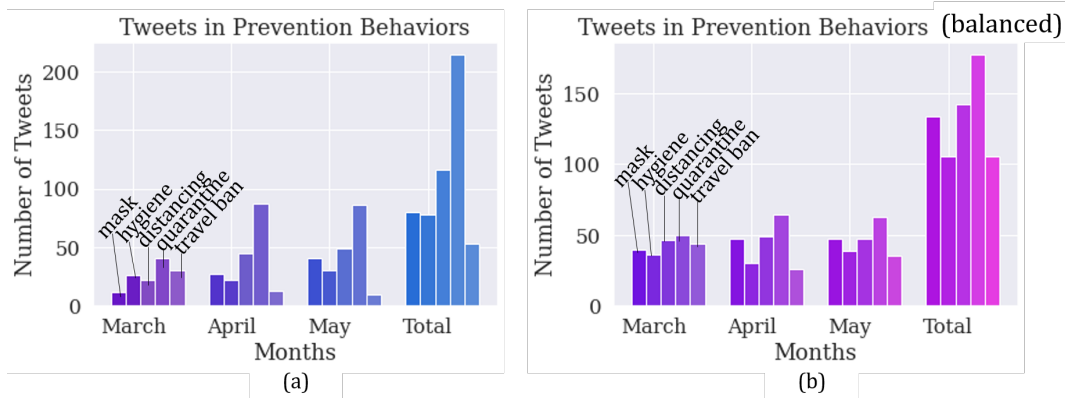 Tweets in Prevention Behaviors
Number of Tweets
200
150
100
50
0
mask
hygiene
distancing
quarantine
travel ban
March
April
May
Total
Months
(a)
Tweets in Prevention Behaviors (balanced)
Number of Tweets
150
100
50
0
mask
hygiene
distancing
quarantine
travel ban
March
April
May
Total
Months
(b)